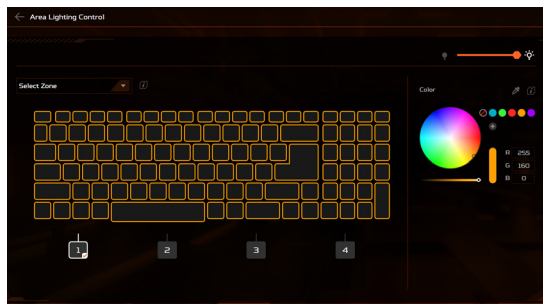 Area Lighting Control
Select Zone
Color
R 255
G 160
B 0
1 2 3 4